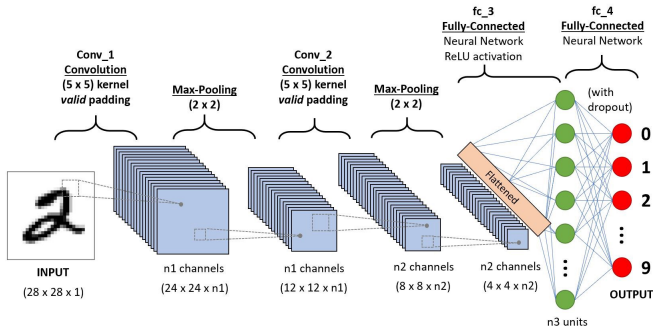 fc_3
Fully-Connected
Neural Network
ReLU activation
fc_4
Fully-Connected
Neural Network
Conv_1
Convolution
(5 x 5) kernel
valid padding
Max-Pooling
(2 x 2)
Conv_2
Convolution
(5 x 5) kernel
valid padding
Max-Pooling
(2 x 2)
(with
dropout)
0
1
2
9
Flattened
2
INPUT
(28 x 28 x 1)
n1 channels
(24 x 24 x n1)
n1 channels
(12 x 12 x n1)
n2 channels
(8 x 8 x n2)
n2 channels
(4 x 4 x n2)
n3 units
OUTPUT